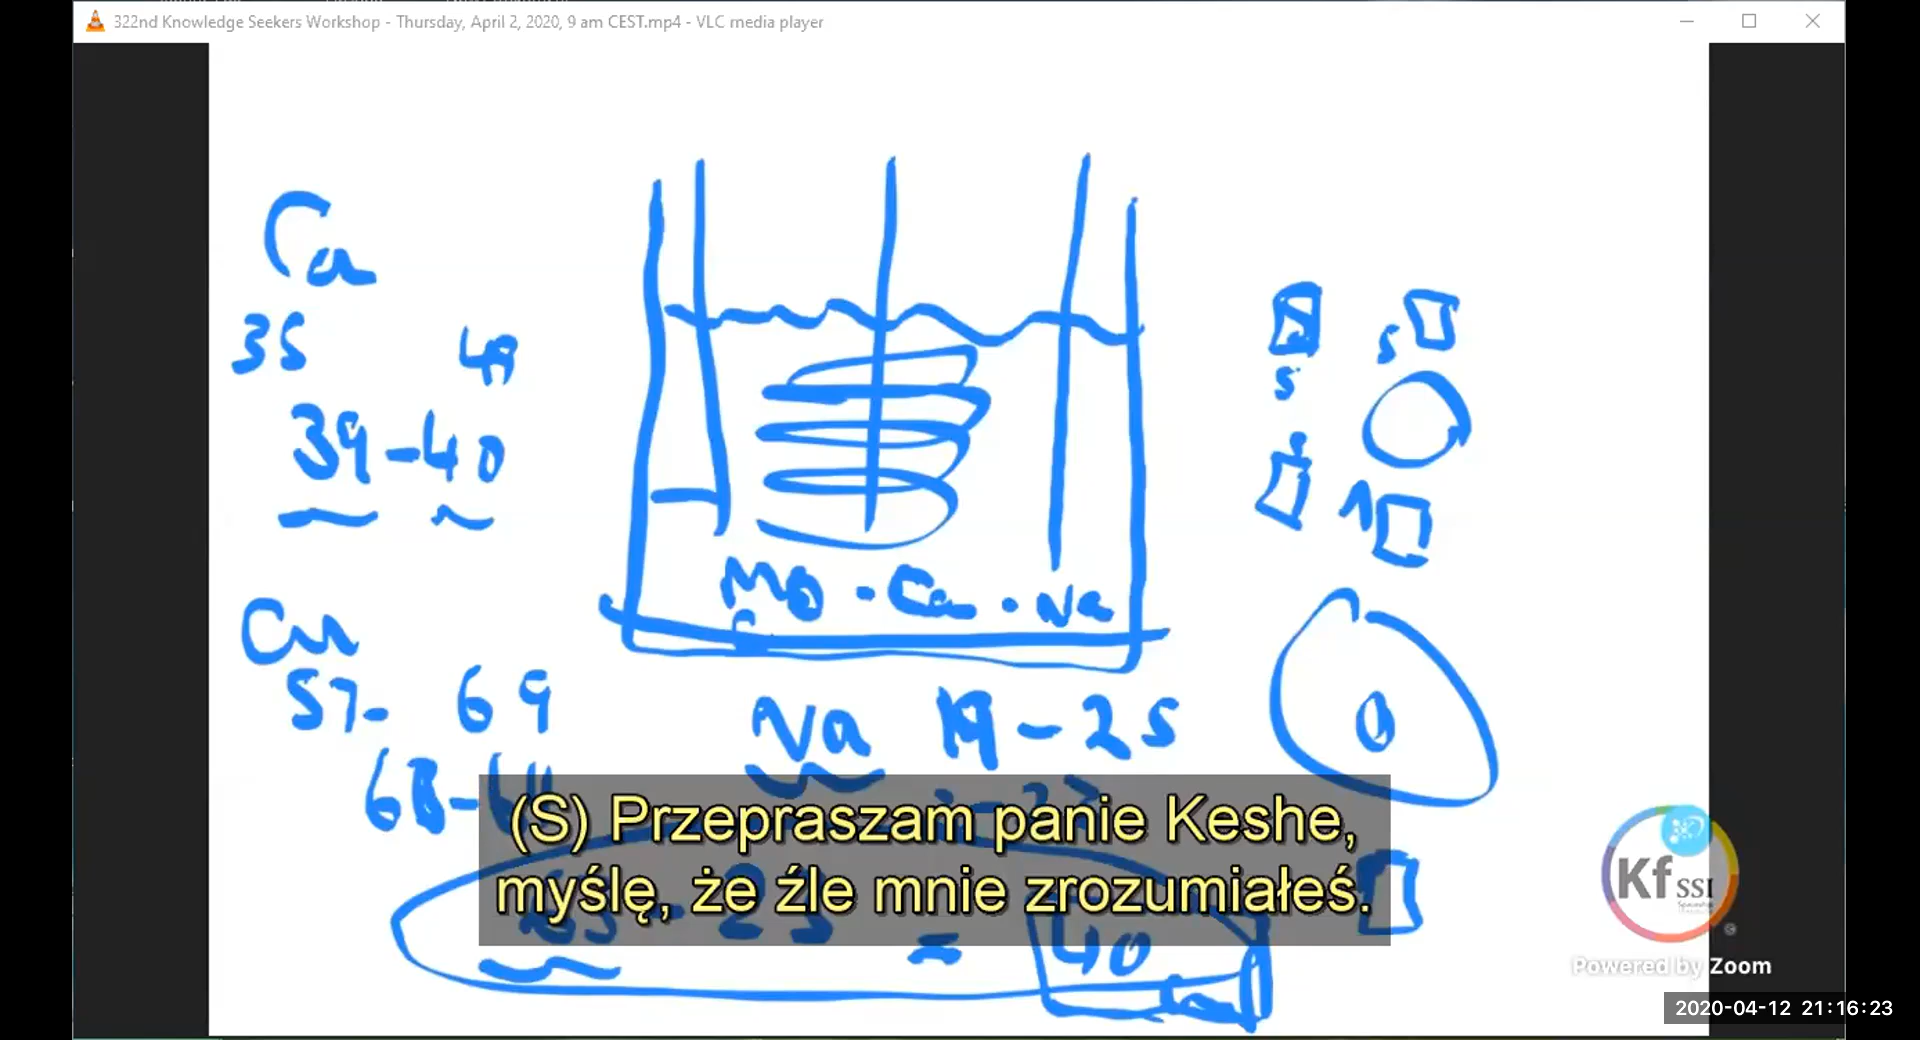 322nd Knowledge Seekers Workshop - Thursday, April 2, 2020, 9 am CEST.mp4 - VLC media player
Ca
35
39-40
Cu
57- 69
Ca · Na
Na 19-25
s
s
(S) Przepraszam panie Keshe,
myślę, że źle mnie zrozumiałeś.
= 40
Kf SSI
Powered by Zoom
2020-04-12 21:16:23